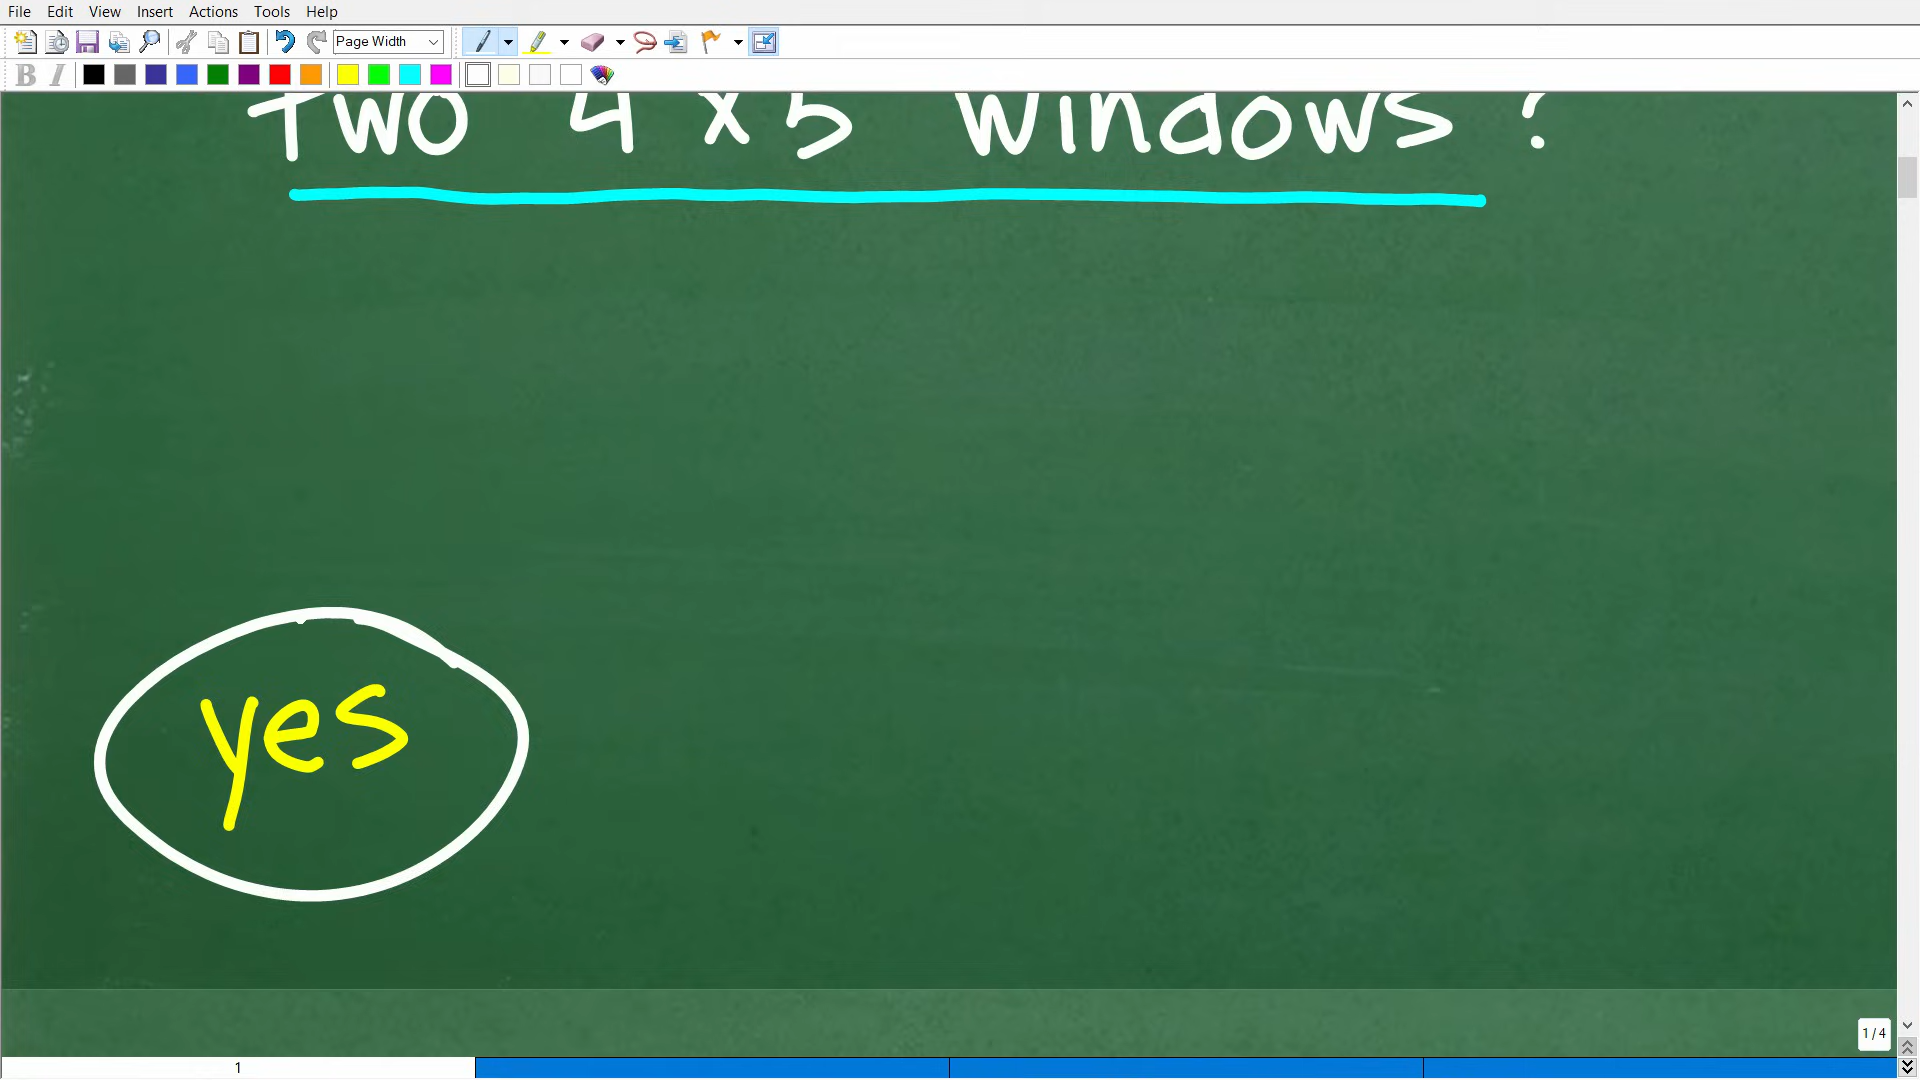 File Edit View Insert Actions Tools Help
Page Width
B I
Two 4 x 5 windows ?
yes
1 / 4
1